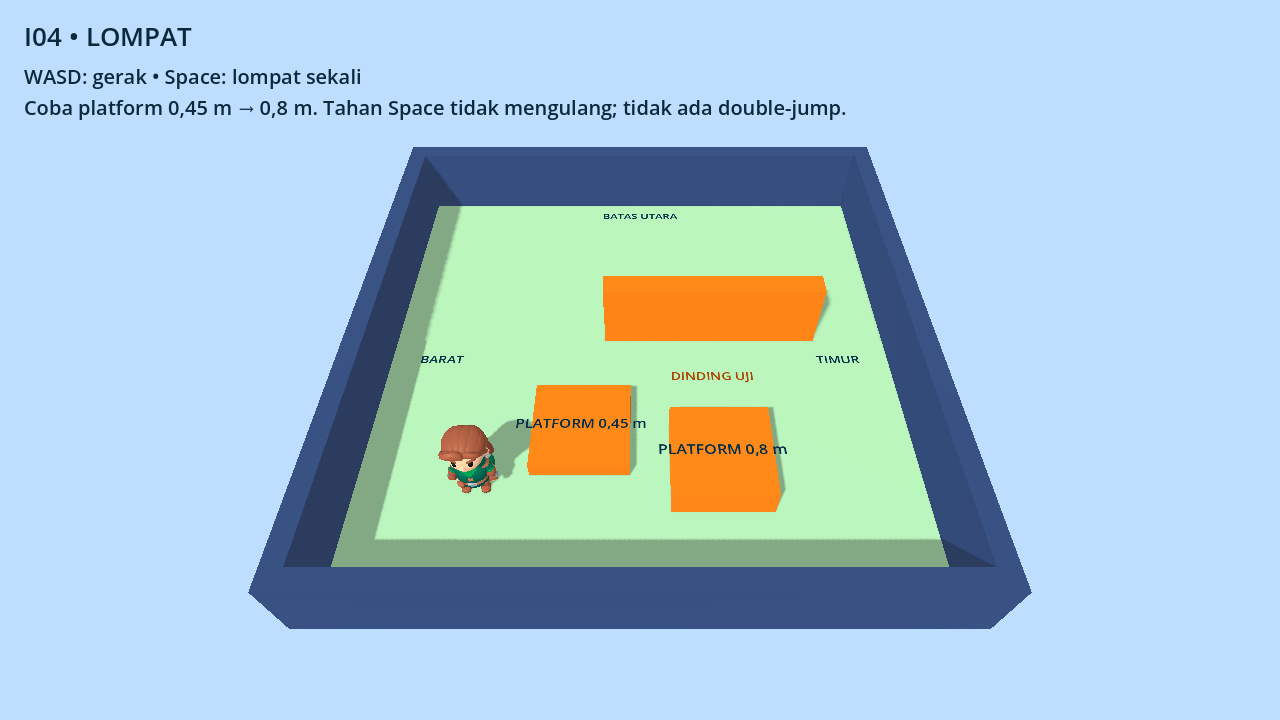 I04 • LOMPAT
WASD: gerak • Space: lompat sekali
Coba platform 0,45 m → 0,8 m. Tahan Space tidak mengulang; tidak ada double-jump.
BATAS UTARA
BARAT
TIMUR
DINDING UJI
PLATFORM 0,45 m
PLATFORM 0,8 m